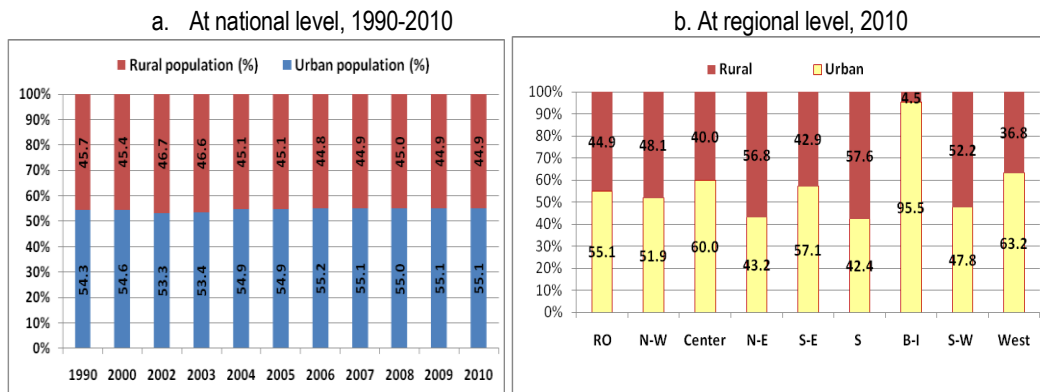 a. At national level, 1990-2010
Rural population (%) Urban population (%)
100%
90%
80%
70%
60%
50%
40%
30%
20%
10%
0%
45.7 45.4 46.7 46.6 45.1 45.1 44.8 44.9 45.0 44.9 44.9
54.3 54.6 53.3 53.4 54.9 54.9 55.2 55.1 55.0 55.1 55.1
1990 2000 2002 2003 2004 2005 2006 2007 2008 2009 2010
b. At regional level, 2010
Rural Urban
100%
90%
80%
70%
60%
50%
40%
30%
20%
10%
0%
44.9 48.1 40.0 56.8 42.9 57.6 4.5 52.2 36.8
55.1 51.9 60.0 43.2 57.1 42.4 95.5 47.8 63.2
RO N-W Center N-E S-E S B-I S-W West